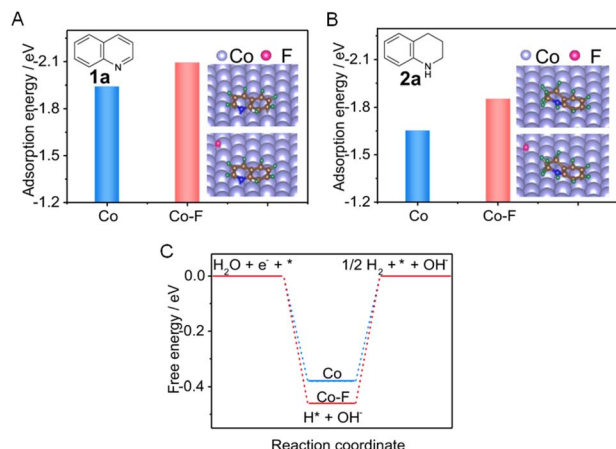 A
Adsorption energy / eV
-2.1
-1.8
-1.5
-1.2
N
1a
Co F
Co Co-F
B
Adsorption energy / eV
-2.1
-1.8
-1.5
-1.2
N
H
2a
Co F
Co Co-F
C
Free energy / eV
0.0
-0.4
H₂O + e⁻ + *
1/2 H₂ + * + OH⁻
Co
Co-F
H* + OH⁻
Reaction coordinate